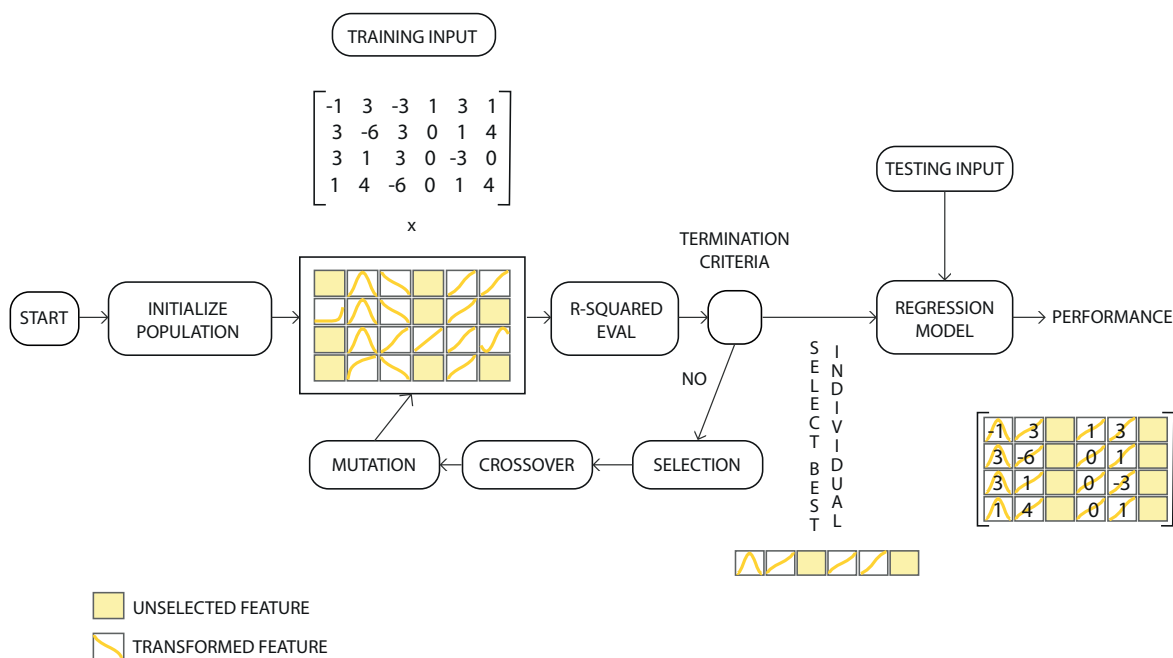 TRAINING INPUT
-1 3 -3 1 3 1
3 -6 3 0 1 4
3 1 3 0 -3 0
1 4 -6 0 1 4
x
TESTING INPUT
TERMINATION
CRITERIA
START
INITIALIZE
POPULATION
R-SQUARED
EVAL
REGRESSION
MODEL
PERFORMANCE
NO
SELECT BEST
INDIVIDUAL
MUTATION
CROSSOVER
SELECTION
-1 3 1 3
3 -6 0 1
3 1 0 -3
1 4 0 1
UNSELECTED FEATURE
TRANSFORMED FEATURE